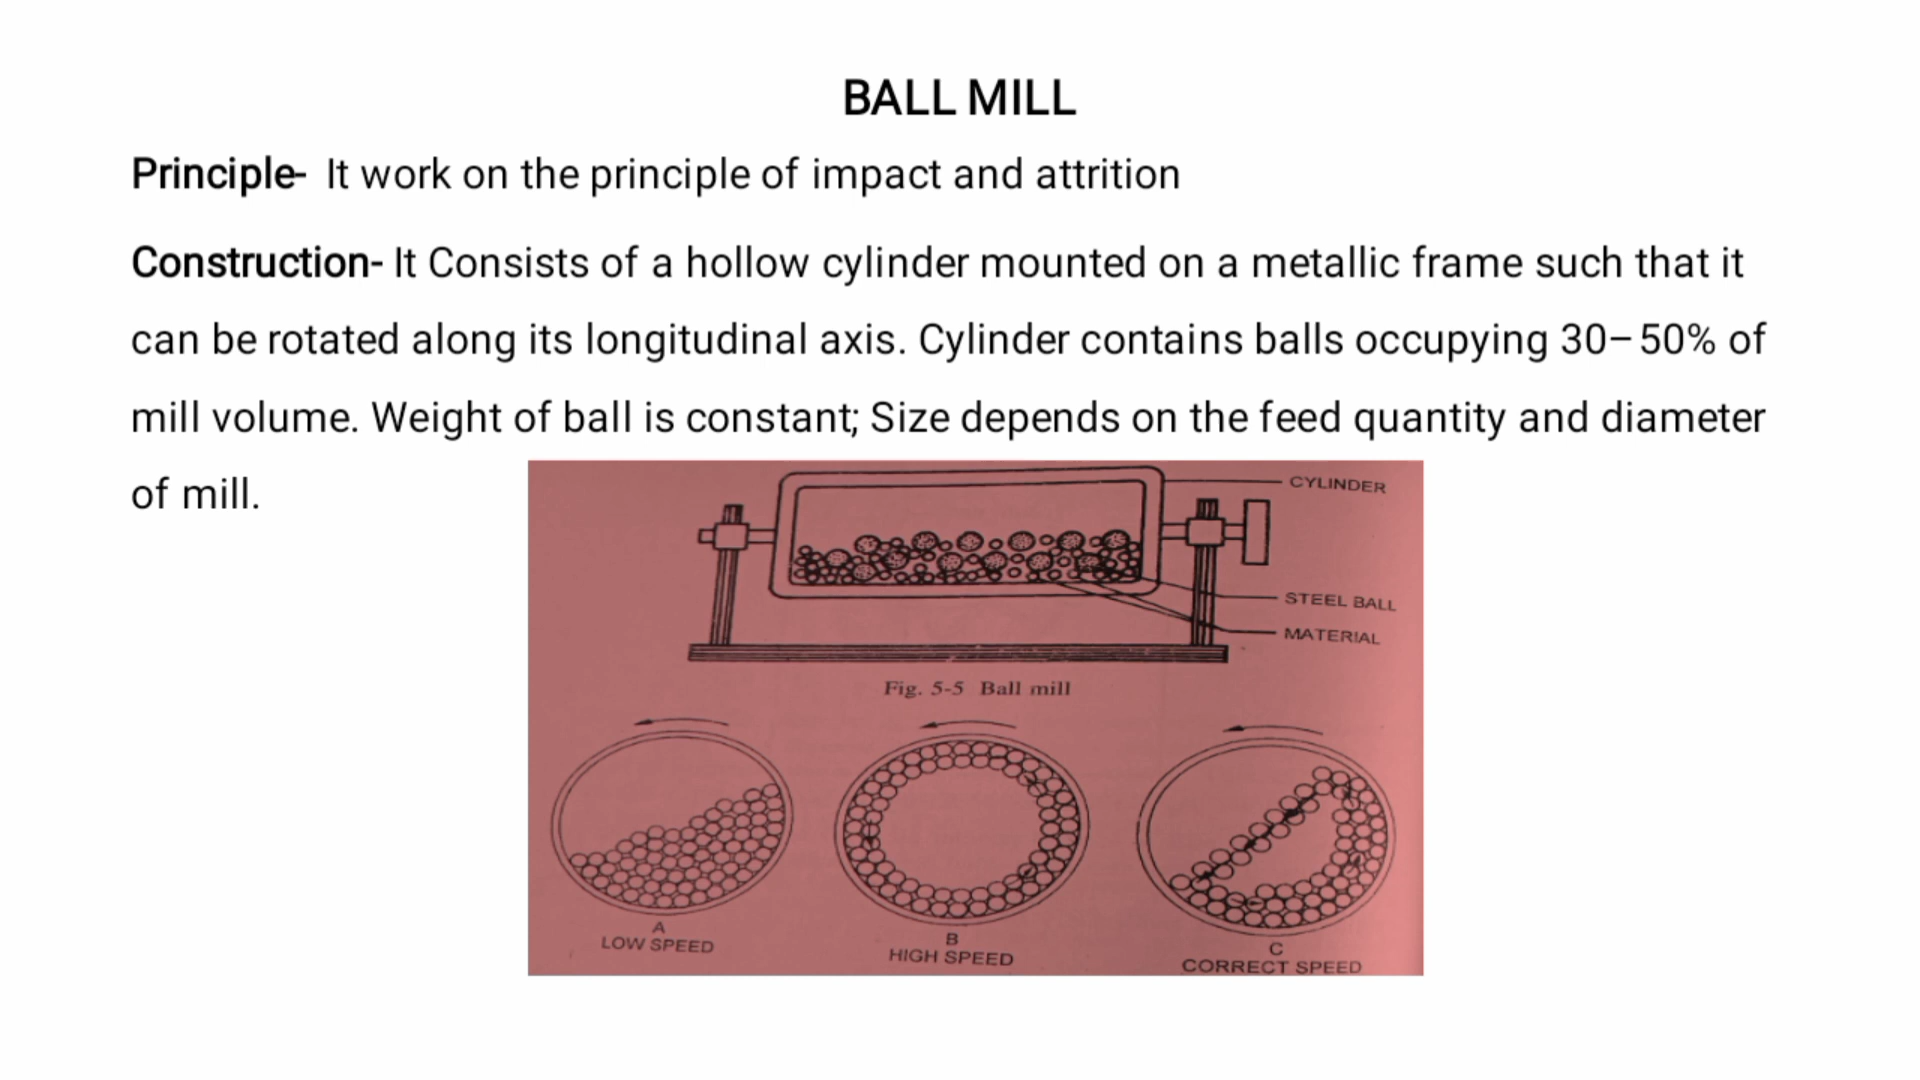 BALL MILL
Principle- It work on the principle of impact and attrition
Construction- It Consists of a hollow cylinder mounted on a metallic frame such that it
can be rotated along its longitudinal axis. Cylinder contains balls occupying 30–50% of
mill volume. Weight of ball is constant; Size depends on the feed quantity and diameter
of mill.
CYLINDER
STEEL BALL
MATERIAL
Fig. 5-5 Ball mill
A
LOW SPEED
B
HIGH SPEED
C
CORRECT SPEED